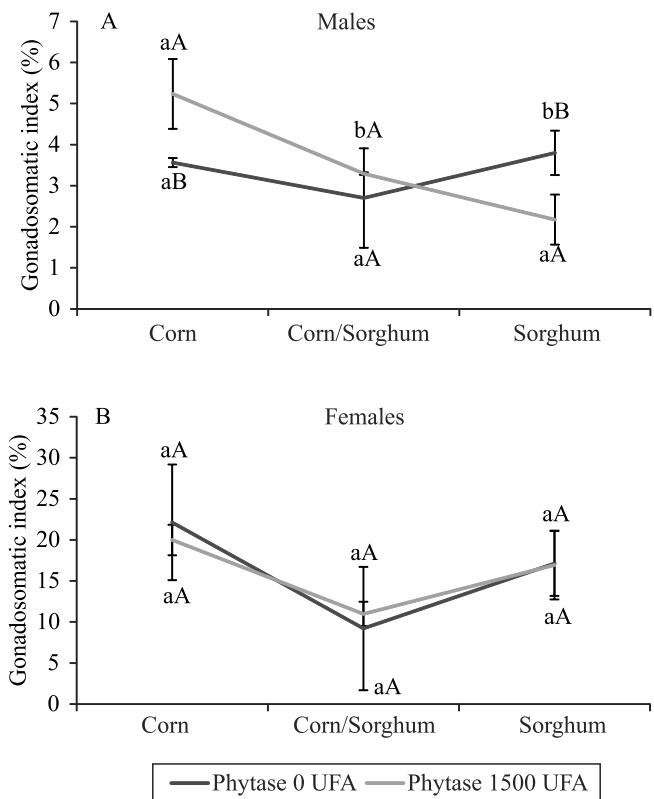 A Males
Gonadosomatic index (%)
7
6
5
4
3
2
1
0
aA
aB
bA
aA
bB
aA
Corn Corn/Sorghum Sorghum
B Females
Gonadosomatic index (%)
35
30
25
20
15
10
5
0
aA
aA
aA
aA
aA
aA
Corn Corn/Sorghum Sorghum
Phytase 0 UFA Phytase 1500 UFA